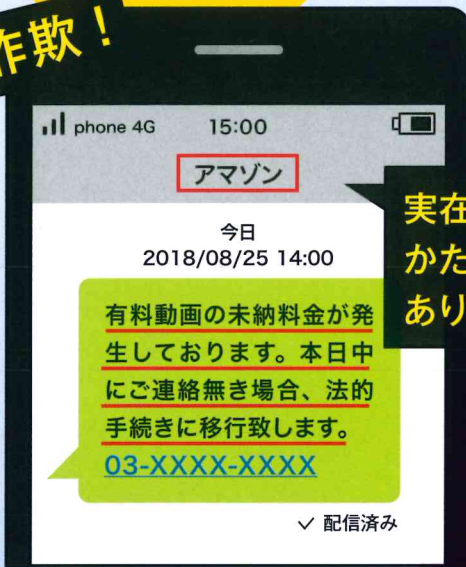 詐欺！
phone 4G 15:00
アマゾン
実在
かた
あり
今日
2018/08/25 14:00
有料動画の未納料金が発
生しております。本日中
にご連絡無き場合、法的
手続きに移行致します。
03-XXXX-XXXX
✓ 配信済み